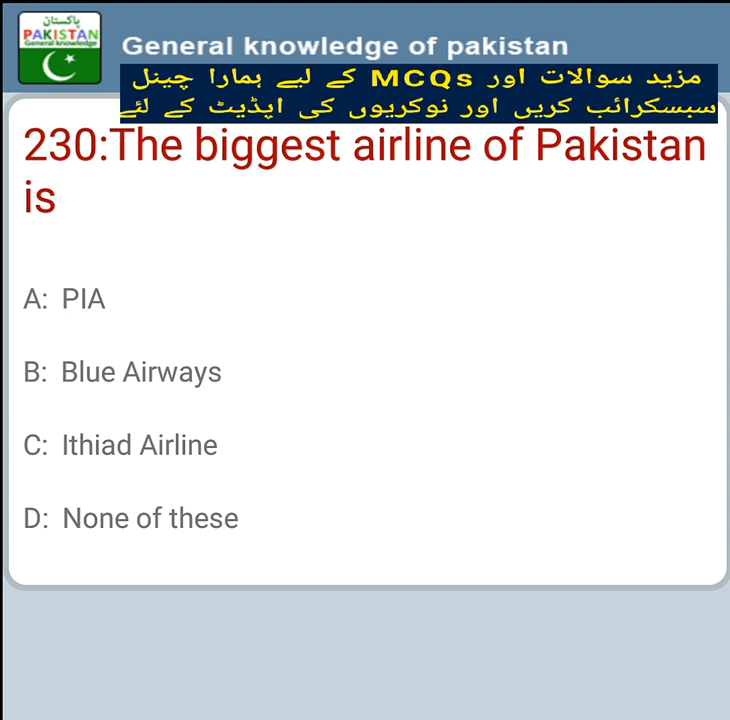 پاکستان
PAKISTAN
General knowledge
General knowledge of pakistan
مزید سوالات اور MCQs کے لیے ہمارا چینل
سبسکرائب کریں اور نوکریوں کی اپڈیٹ کے لئے
230:The biggest airline of Pakistan
is
A: PIA
B: Blue Airways
C: Ithiad Airline
D: None of these